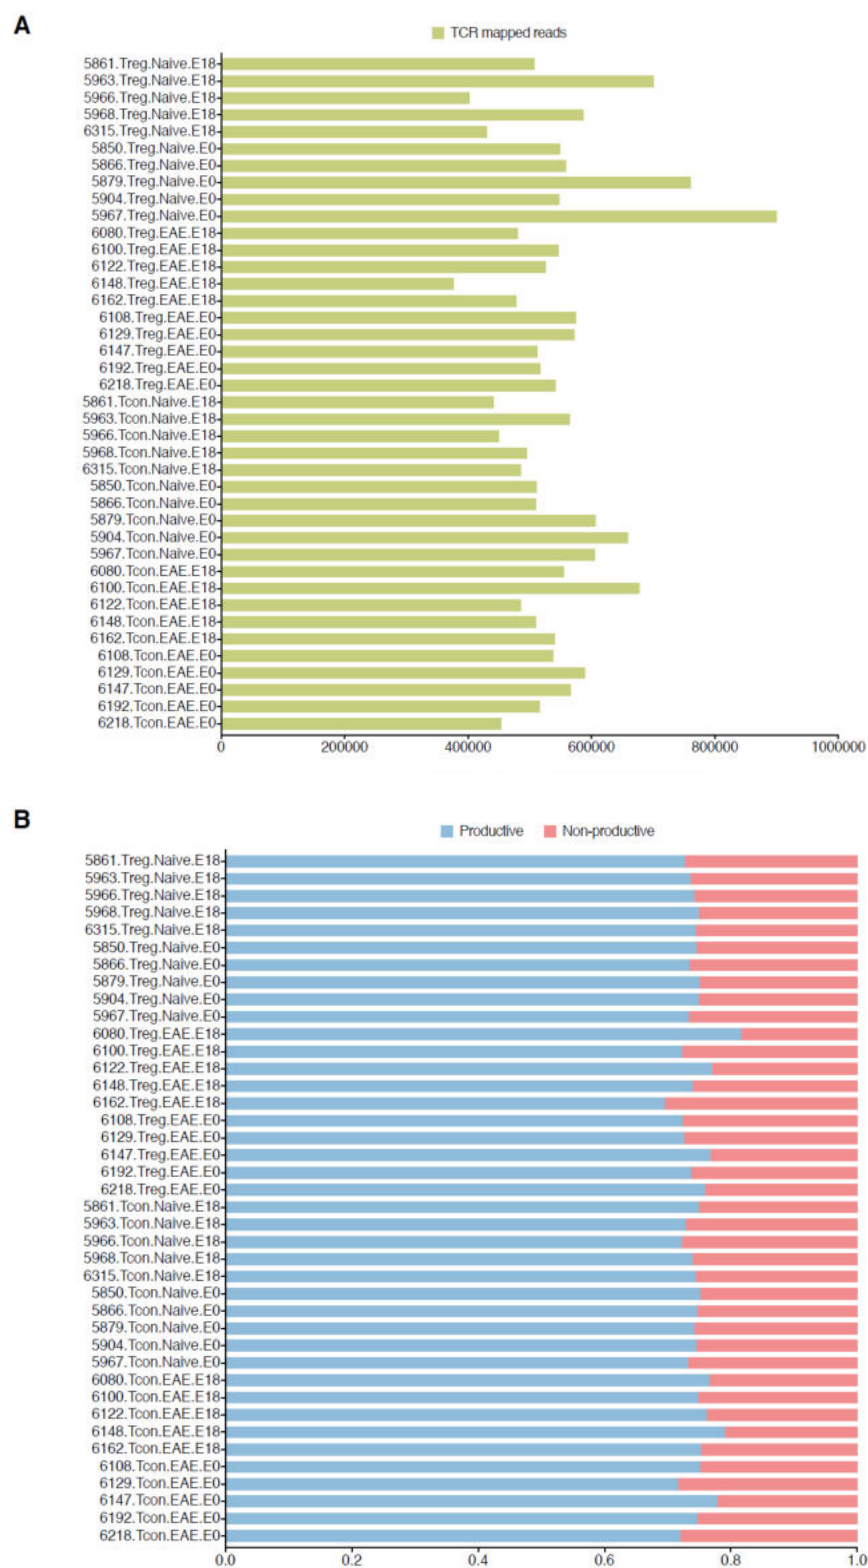 A
TCR mapped reads
5861.Treg.Naive.E18
5963.Treg.Naive.E18
5966.Treg.Naive.E18
5968.Treg.Naive.E18
6315.Treg.Naive.E18
5850.Treg.Naive.E0
5866.Treg.Naive.E0
5879.Treg.Naive.E0
5904.Treg.Naive.E0
5967.Treg.Naive.E0
6080.Treg.EAE.E18
6100.Treg.EAE.E18
6122.Treg.EAE.E18
6148.Treg.EAE.E18
6162.Treg.EAE.E18
6108.Treg.EAE.E0
6129.Treg.EAE.E0
6147.Treg.EAE.E0
6192.Treg.EAE.E0
6218.Treg.EAE.E0
5861.Tcon.Naive.E18
5963.Tcon.Naive.E18
5966.Tcon.Naive.E18
5968.Tcon.Naive.E18
6315.Tcon.Naive.E18
5850.Tcon.Naive.E0
5866.Tcon.Naive.E0
5879.Tcon.Naive.E0
5904.Tcon.Naive.E0
5967.Tcon.Naive.E0
6080.Tcon.EAE.E18
6100.Tcon.EAE.E18
6122.Tcon.EAE.E18
6148.Tcon.EAE.E18
6162.Tcon.EAE.E18
6108.Tcon.EAE.E0
6129.Tcon.EAE.E0
6147.Tcon.EAE.E0
6192.Tcon.EAE.E0
6218.Tcon.EAE.E0
0 200000 400000 600000 800000 1000000
B
Productive Non-productive
5861.Treg.Naive.E18
5963.Treg.Naive.E18
5966.Treg.Naive.E18
5968.Treg.Naive.E18
6315.Treg.Naive.E18
5850.Treg.Naive.E0
5866.Treg.Naive.E0
5879.Treg.Naive.E0
5904.Treg.Naive.E0
5967.Treg.Naive.E0
6080.Treg.EAE.E18
6100.Treg.EAE.E18
6122.Treg.EAE.E18
6148.Treg.EAE.E18
6162.Treg.EAE.E18
6108.Treg.EAE.E0
6129.Treg.EAE.E0
6147.Treg.EAE.E0
6192.Treg.EAE.E0
6218.Treg.EAE.E0
5861.Tcon.Naive.E18
5963.Tcon.Naive.E18
5966.Tcon.Naive.E18
5968.Tcon.Naive.E18
6315.Tcon.Naive.E18
5850.Tcon.Naive.E0
5866.Tcon.Naive.E0
5879.Tcon.Naive.E0
5904.Tcon.Naive.E0
5967.Tcon.Naive.E0
6080.Tcon.EAE.E18
6100.Tcon.EAE.E18
6122.Tcon.EAE.E18
6148.Tcon.EAE.E18
6162.Tcon.EAE.E18
6108.Tcon.EAE.E0
6129.Tcon.EAE.E0
6147.Tcon.EAE.E0
6192.Tcon.EAE.E0
6218.Tcon.EAE.E0
0.0 0.2 0.4 0.6 0.8 1.0